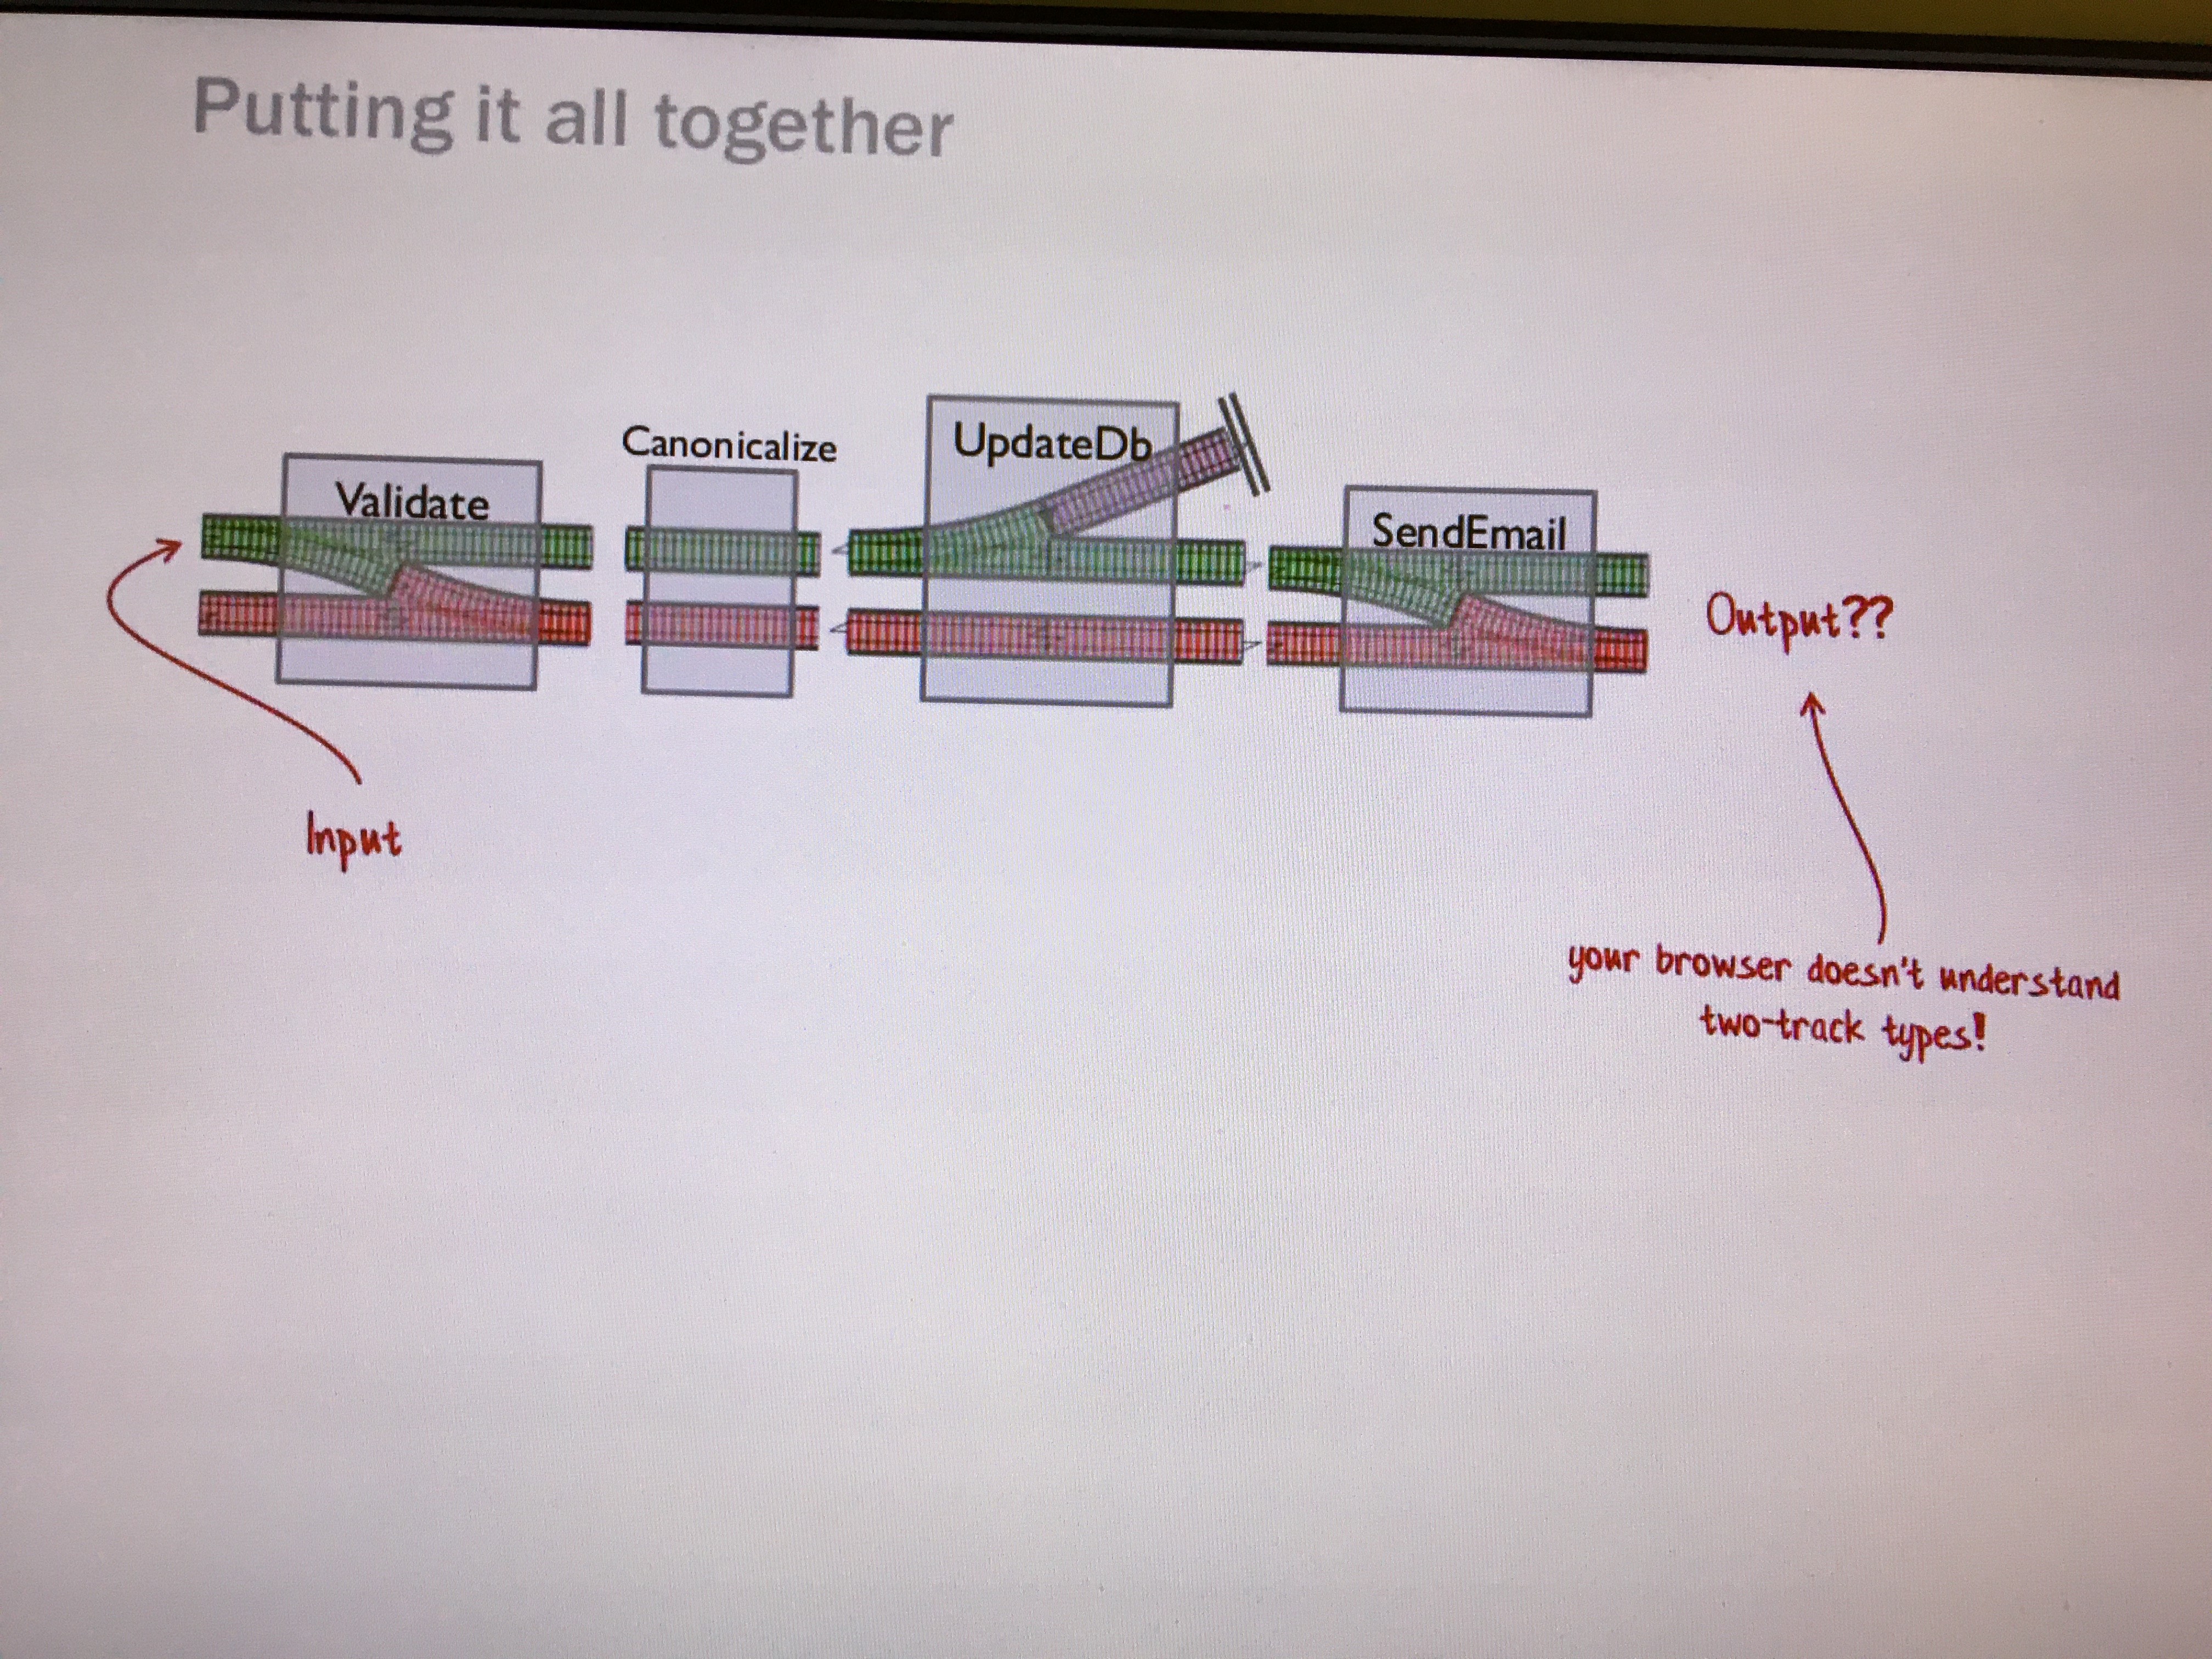 Putting it all together
Validate
Canonicalize
UpdateDb
SendEmail
Output??
Input
your browser doesn't understand
two-track types!